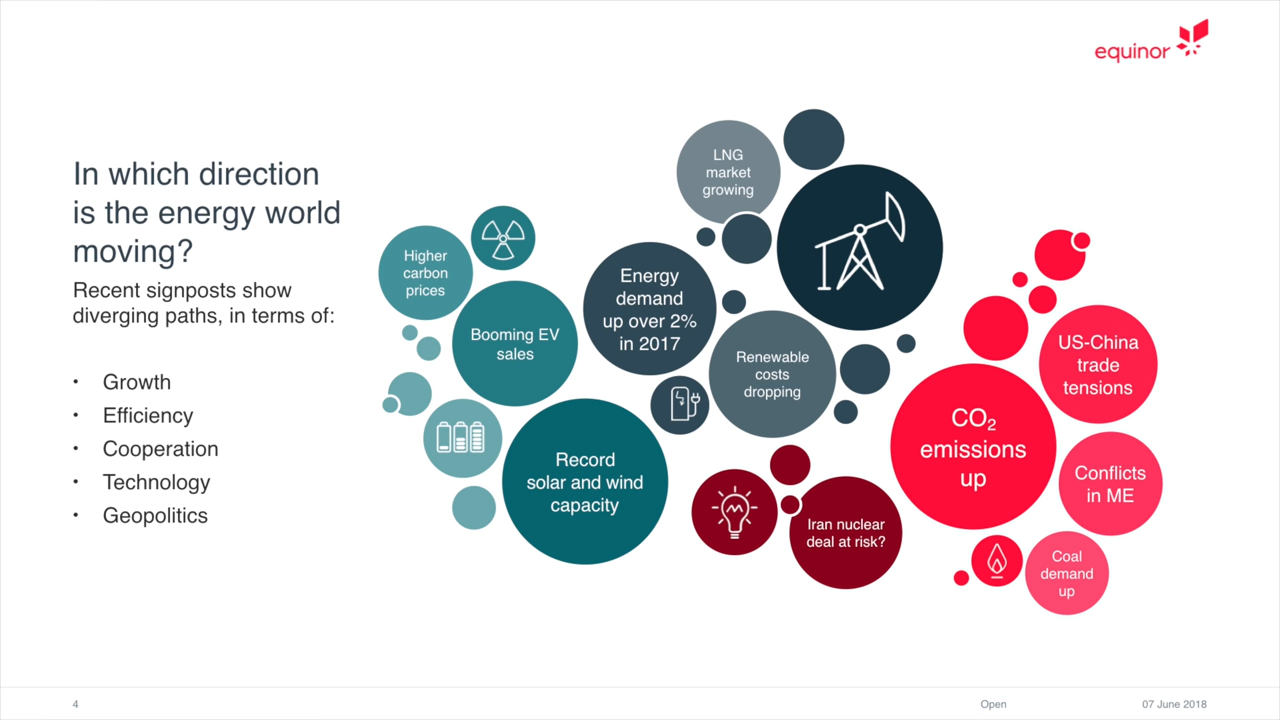 equinor
In which direction
is the energy world
moving?
Recent signposts show
diverging paths, in terms of:
• Growth
• Efficiency
• Cooperation
• Technology
• Geopolitics
Higher
carbon
prices
Booming EV
sales
Record
solar and wind
capacity
LNG
market
growing
Energy
demand
up over 2%
in 2017
Renewable
costs
dropping
Iran nuclear
deal at risk?
CO₂
emissions
up
US-China
trade
tensions
Conflicts
in ME
Coal
demand
up
4
Open
07 June 2018